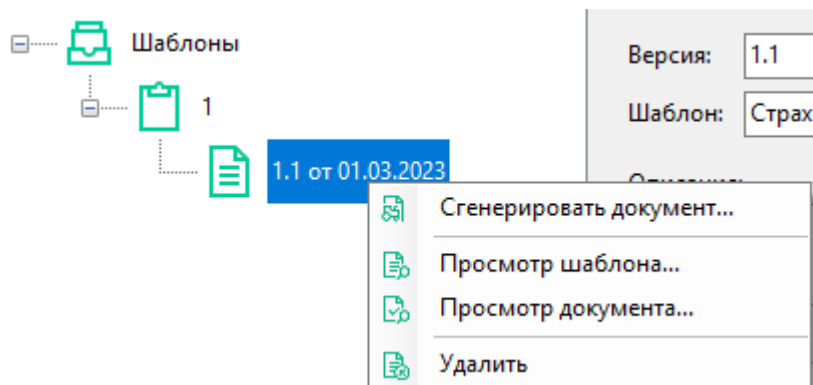 Шаблоны
1
1.1 от 01.03.2023
Версия: 1.1
Шаблон: Страх
Сгенерировать документ...
Просмотр шаблона...
Просмотр документа...
Удалить